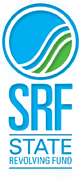 SRF
STATE
REVOLVING FUND